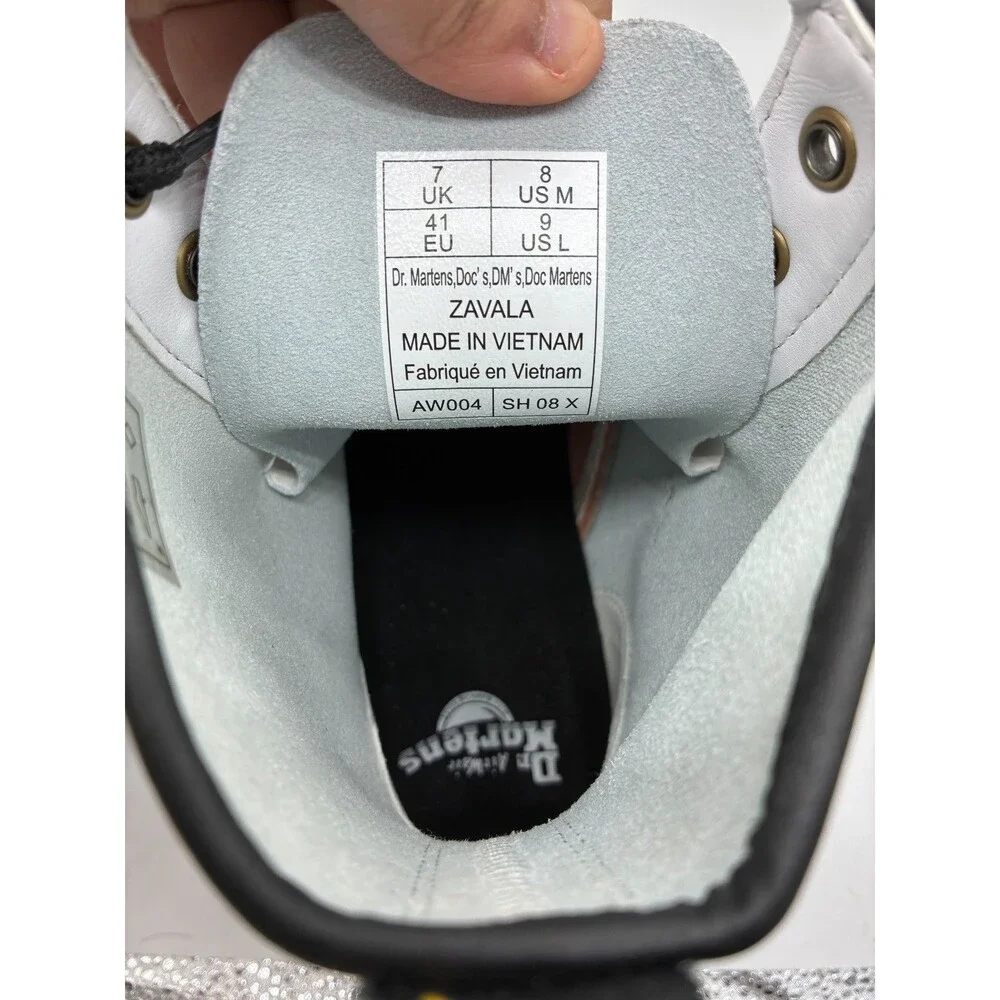 7 8
UK US M
41 9
EU US L
Dr. Martens,Doc's,DM's,Doc Martens
ZAVALA
MADE IN VIETNAM
Fabriqué en Vietnam
AW004 SH 08 X
Dr.
Martens